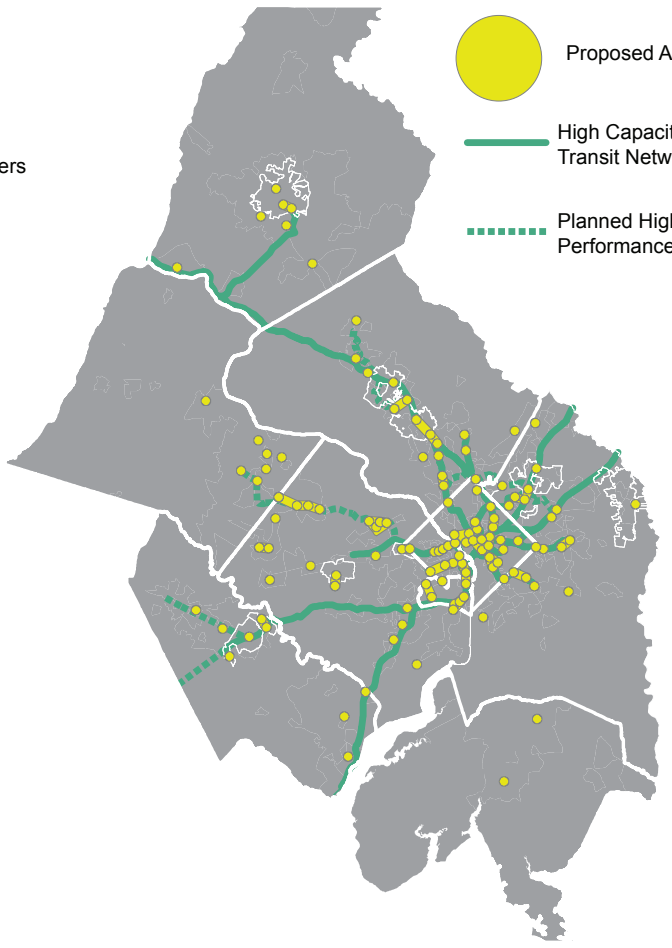 Proposed A
High Capacit
Transit Netw
ers
Planned High
Performance